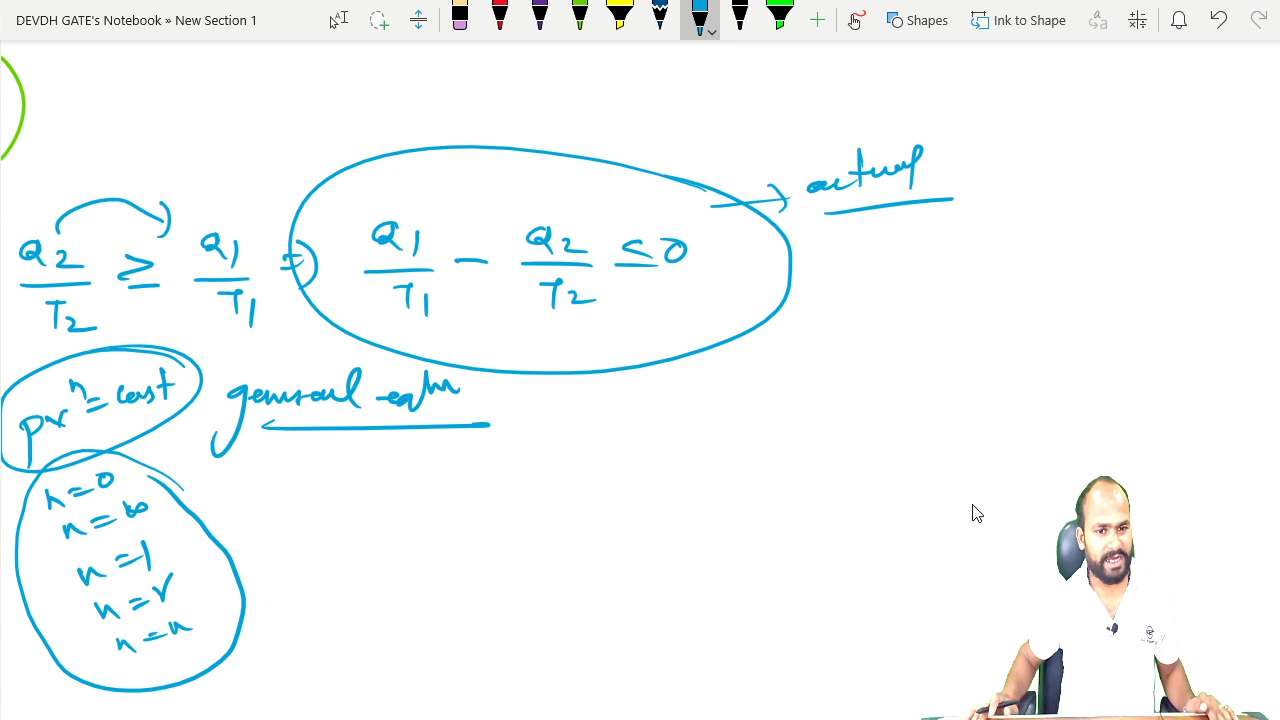 DEVDH GATE's Notebook » New Section 1
Shapes
Ink to Shape
actual
Q2/T2 ≥ Q1/T1 ⇒ Q1/T1 − Q2/T2 ≤ 0
pvⁿ = const
general eqn
n=0
n=∞
n=1
n=γ
n=n